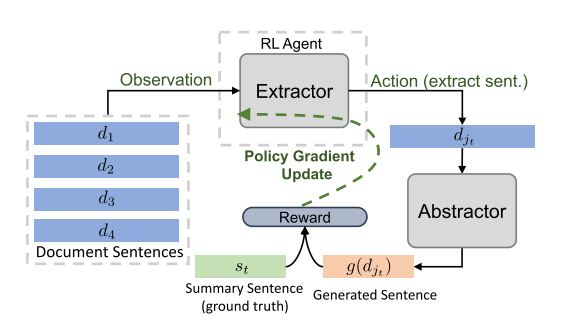 RL Agent
Observation
Extractor
Action (extract sent.)
d_1
d_2
d_3
d_4
Document Sentences
d_{j_t}
Policy Gradient
Update
Abstractor
Reward
s_t
g(d_{j_t})
Summary Sentence
(ground truth)
Generated Sentence